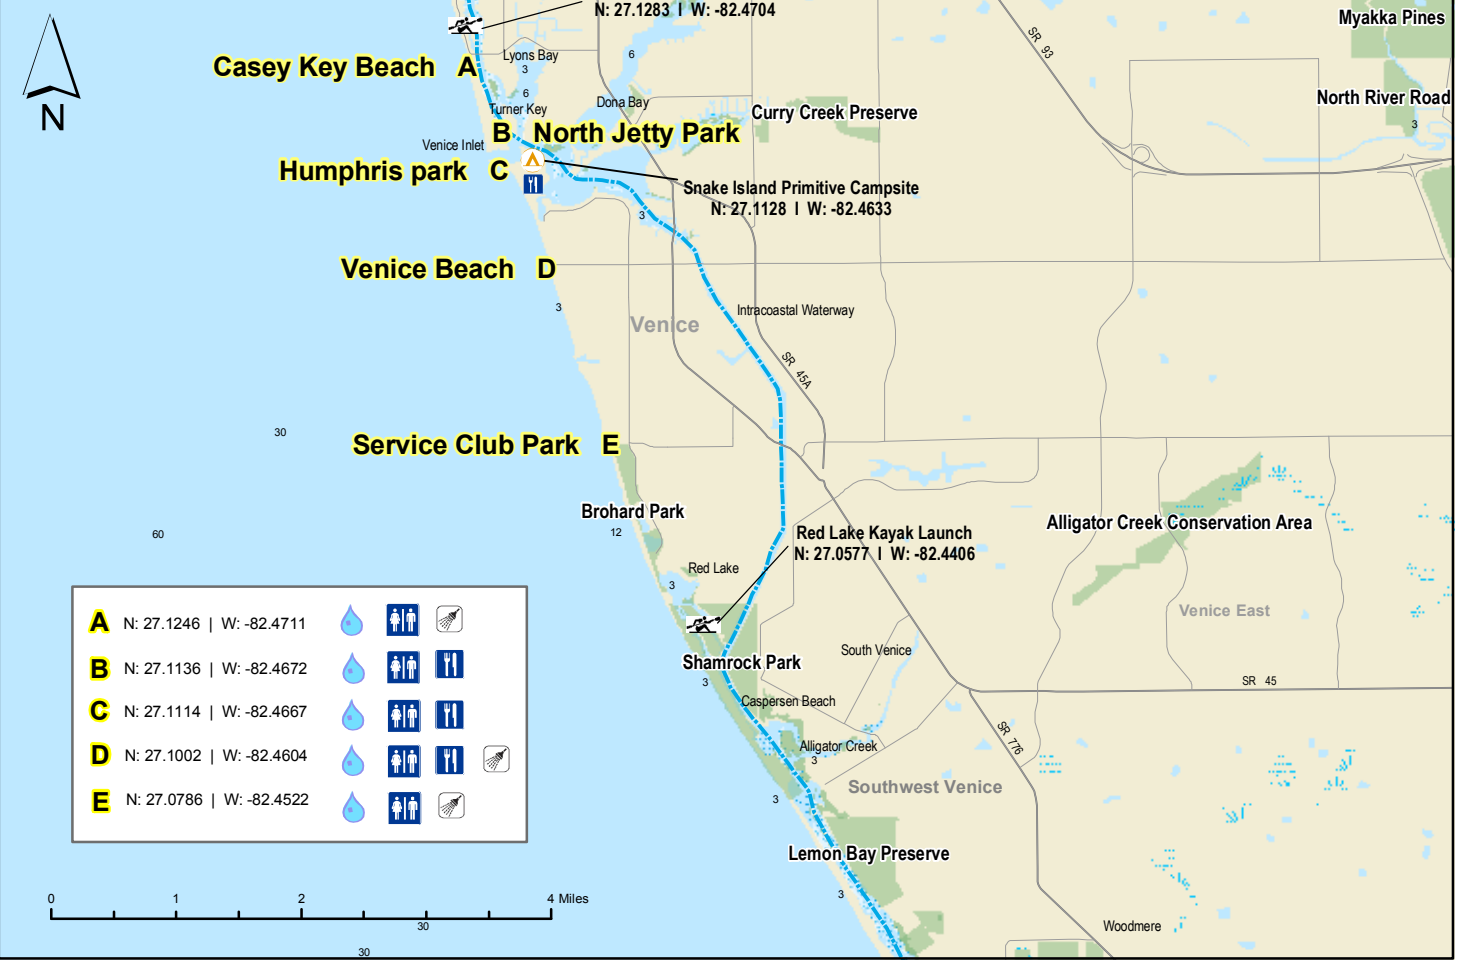 N: 27.1283 | W: -82.4704
Myakka Pines
SR 93
Lyons Bay
6
Casey Key Beach A
3
6
North River Road
Turner Key
Dona Bay
Curry Creek Preserve
3
N
B North Jetty Park
Venice Inlet
Humphris park C
Snake Island Primitive Campsite
N: 27.1128 | W: -82.4633
3
Venice Beach D
3
Intracoastal Waterway
Venice
SR 45A
30
Service Club Park E
Brohard Park
12
60
Alligator Creek Conservation Area
Red Lake Kayak Launch
N: 27.0577 | W: -82.4406
Red Lake
3
Venice East
South Venice
Shamrock Park
3
SR 45
Caspersen Beach
SR 776
Alligator Creek
3
Southwest Venice
3
Lemon Bay Preserve
3
Woodmere
A N: 27.1246 | W: -82.4711
B N: 27.1136 | W: -82.4672
C N: 27.1114 | W: -82.4667
D N: 27.1002 | W: -82.4604
E N: 27.0786 | W: -82.4522
0 1 2 4 Miles
30
30